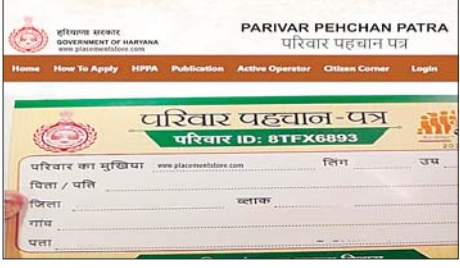 हरियाणा सरकार
GOVERNMENT OF HARYANA
www.placementstore.com
PARIVAR PEHCHAN PATRA
परिवार पहचान पत्र
Home How To Apply HPPA Publication Active Operator Citizen Corner Login
परिवार पहचान-पत्र
परिवार ID: 8TFX6893
परिवार का मुखिया www.placementstore.com लिंग उम्र
पिता / पति
जिला ब्लाक
गांव
पता